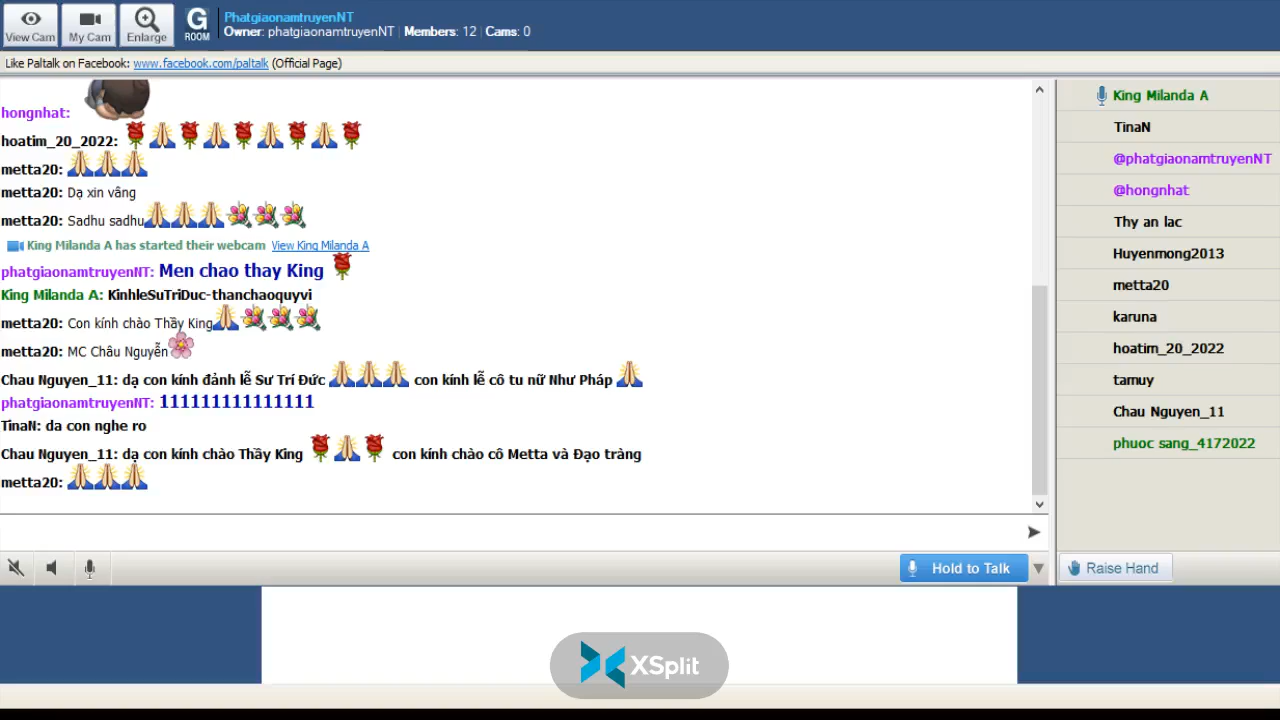 View Cam
My Cam
Enlarge
G
ROOM
PhatgiaonamtruyenNT
Owner: phatgiaonamtruyenNT | Members: 12 | Cams: 0
Like Paltalk on Facebook: www.facebook.com/paltalk (Official Page)
hongnhat:
hoatim_20_2022:
metta20:
metta20: Dạ xin vâng
metta20: Sadhu sadhu
King Milanda A has started their webcam View King Milanda A
phatgiaonamtruyenNT: Men chao thay King
King Milanda A: KinhleSuTriDuc-thanchaoquyvi
metta20: Con kính chào Thầy King
metta20: MC Châu Nguyễn
Chau Nguyen_11: dạ con kính đảnh lễ Sư Trí Đức con kính lễ cô tu nữ Như Pháp
phatgiaonamtruyenNT: 111111111111111
TinaN: da con nghe ro
Chau Nguyen_11: dạ con kính chào Thầy King con kính chào cô Metta và Đạo tràng
metta20:
King Milanda A
TinaN
@phatgiaonamtruyenNT
@hongnhat
Thy an lac
Huyenmong2013
metta20
karuna
hoatim_20_2022
tamuy
Chau Nguyen_11
phuoc sang_4172022
Hold to Talk
Raise Hand
XSplit